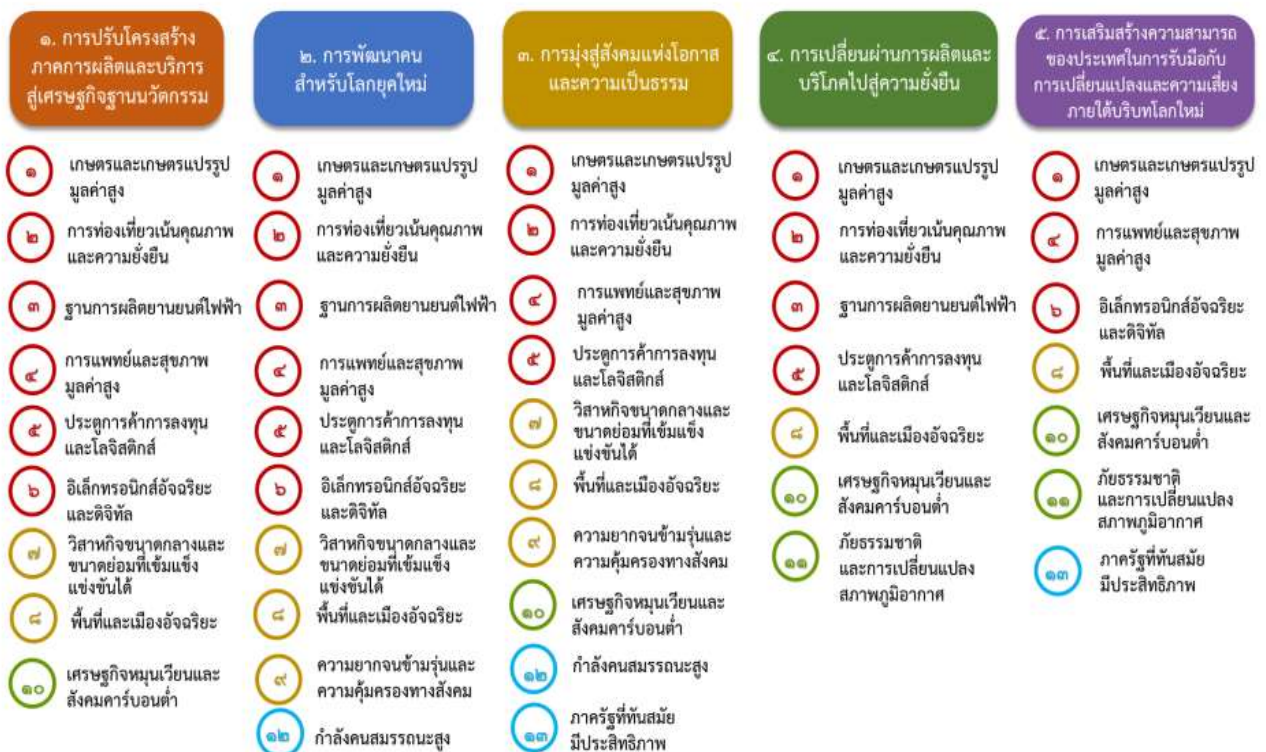 ๑. การปรับโครงสร้าง
ภาคการผลิตและบริการ
สู่เศรษฐกิจฐานนวัตกรรม
๑
เกษตรและเกษตรแปรรูป
มูลค่าสูง
๒
การท่องเที่ยวเน้นคุณภาพ
และความยั่งยืน
๓
ฐานการผลิตยานยนต์ไฟฟ้า
๔
การแพทย์และสุขภาพ
มูลค่าสูง
๕
ประตูการค้าการลงทุน
และโลจิสติกส์
๖
อิเล็กทรอนิกส์อัจฉริยะ
และดิจิทัล
๗
วิสาหกิจขนาดกลางและ
ขนาดย่อมที่เข้มแข็ง
แข่งขันได้
๘
พื้นที่และเมืองอัจฉริยะ
๑๐
เศรษฐกิจหมุนเวียนและ
สังคมคาร์บอนต่ำ
๒. การพัฒนาคน
สำหรับโลกยุคใหม่
๑
เกษตรและเกษตรแปรรูป
มูลค่าสูง
๒
การท่องเที่ยวเน้นคุณภาพ
และความยั่งยืน
๓
ฐานการผลิตยานยนต์ไฟฟ้า
๔
การแพทย์และสุขภาพ
มูลค่าสูง
๕
ประตูการค้าการลงทุน
และโลจิสติกส์
๖
อิเล็กทรอนิกส์อัจฉริยะ
และดิจิทัล
๗
วิสาหกิจขนาดกลางและ
ขนาดย่อมที่เข้มแข็ง
แข่งขันได้
๘
พื้นที่และเมืองอัจฉริยะ
๙
ความยากจนข้ามรุ่นและ
ความคุ้มครองทางสังคม
๑๒
กำลังคนสมรรถนะสูง
๓. การมุ่งสู่สังคมแห่งโอกาส
และความเป็นธรรม
๑
เกษตรและเกษตรแปรรูป
มูลค่าสูง
๒
การท่องเที่ยวเน้นคุณภาพ
และความยั่งยืน
๔
การแพทย์และสุขภาพ
มูลค่าสูง
๕
ประตูการค้าการลงทุน
และโลจิสติกส์
๗
วิสาหกิจขนาดกลางและ
ขนาดย่อมที่เข้มแข็ง
แข่งขันได้
๘
พื้นที่และเมืองอัจฉริยะ
๙
ความยากจนข้ามรุ่นและ
ความคุ้มครองทางสังคม
๑๐
เศรษฐกิจหมุนเวียนและ
สังคมคาร์บอนต่ำ
๑๒
กำลังคนสมรรถนะสูง
๑๓
ภาครัฐที่ทันสมัย
มีประสิทธิภาพ
๔. การเปลี่ยนผ่านการผลิตและ
บริโภคไปสู่ความยั่งยืน
๑
เกษตรและเกษตรแปรรูป
มูลค่าสูง
๒
การท่องเที่ยวเน้นคุณภาพ
และความยั่งยืน
๓
ฐานการผลิตยานยนต์ไฟฟ้า
๕
ประตูการค้าการลงทุน
และโลจิสติกส์
๘
พื้นที่และเมืองอัจฉริยะ
๑๐
เศรษฐกิจหมุนเวียนและ
สังคมคาร์บอนต่ำ
๑๑
ภัยธรรมชาติ
และการเปลี่ยนแปลง
สภาพภูมิอากาศ
๕. การเสริมสร้างความสามารถ
ของประเทศในการรับมือกับ
การเปลี่ยนแปลงและความเสี่ยง
ภายใต้บริบทโลกใหม่
๑
เกษตรและเกษตรแปรรูป
มูลค่าสูง
๔
การแพทย์และสุขภาพ
มูลค่าสูง
๖
อิเล็กทรอนิกส์อัจฉริยะ
และดิจิทัล
๘
พื้นที่และเมืองอัจฉริยะ
๑๐
เศรษฐกิจหมุนเวียนและ
สังคมคาร์บอนต่ำ
๑๑
ภัยธรรมชาติ
และการเปลี่ยนแปลง
สภาพภูมิอากาศ
๑๓
ภาครัฐที่ทันสมัย
มีประสิทธิภาพ